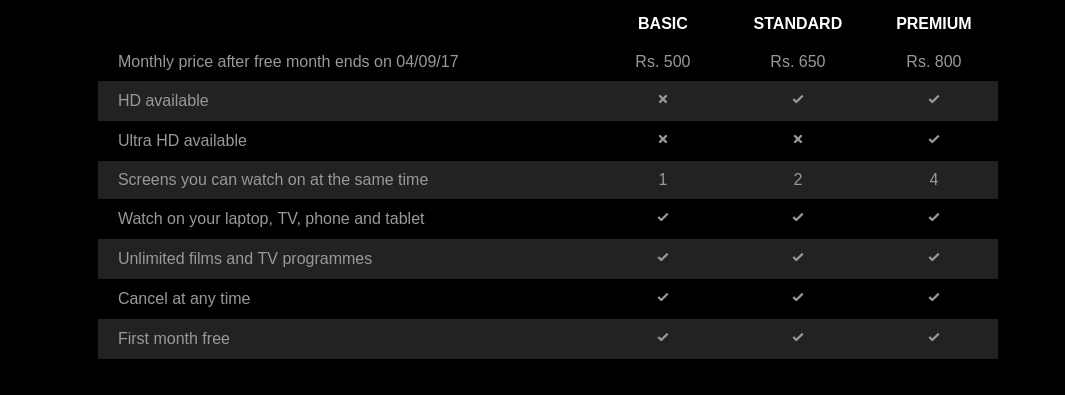 BASIC STANDARD PREMIUM
Monthly price after free month ends on 04/09/17 Rs. 500 Rs. 650 Rs. 800
HD available
Ultra HD available
Screens you can watch on at the same time 1 2 4
Watch on your laptop, TV, phone and tablet
Unlimited films and TV programmes
Cancel at any time
First month free